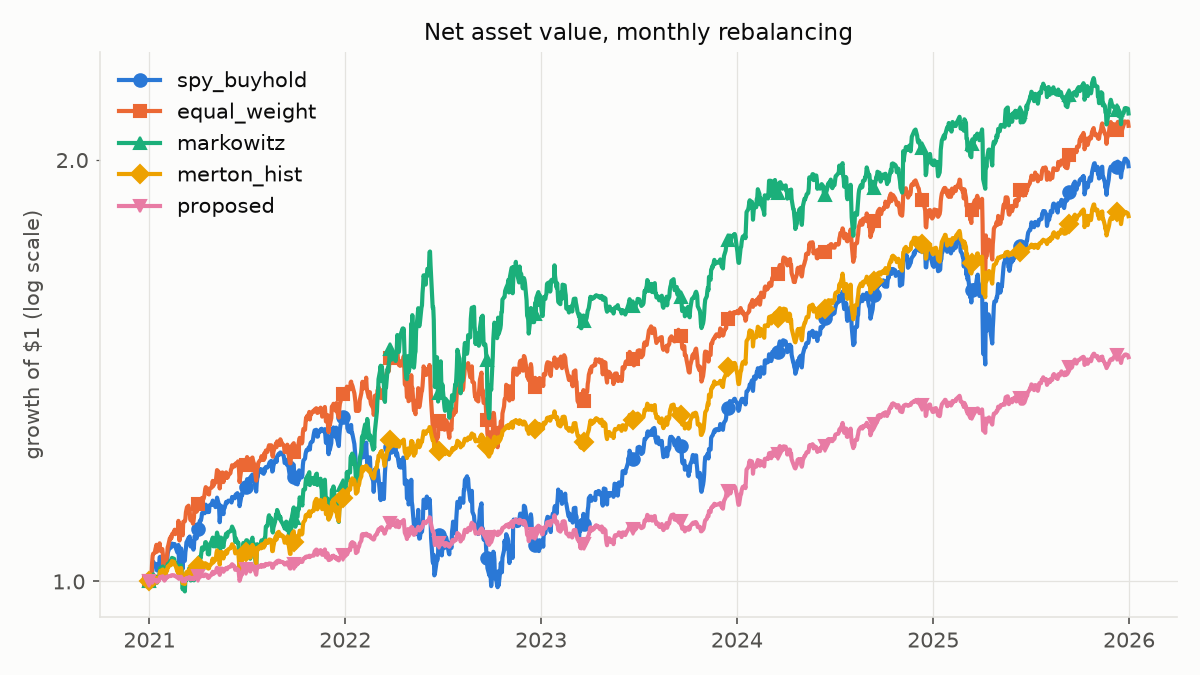 Net asset value, monthly rebalancing
spy_buyhold
equal_weight
markowitz
merton_hist
proposed
growth of $1 (log scale)
2.0
1.0
2021
2022
2023
2024
2025
2026